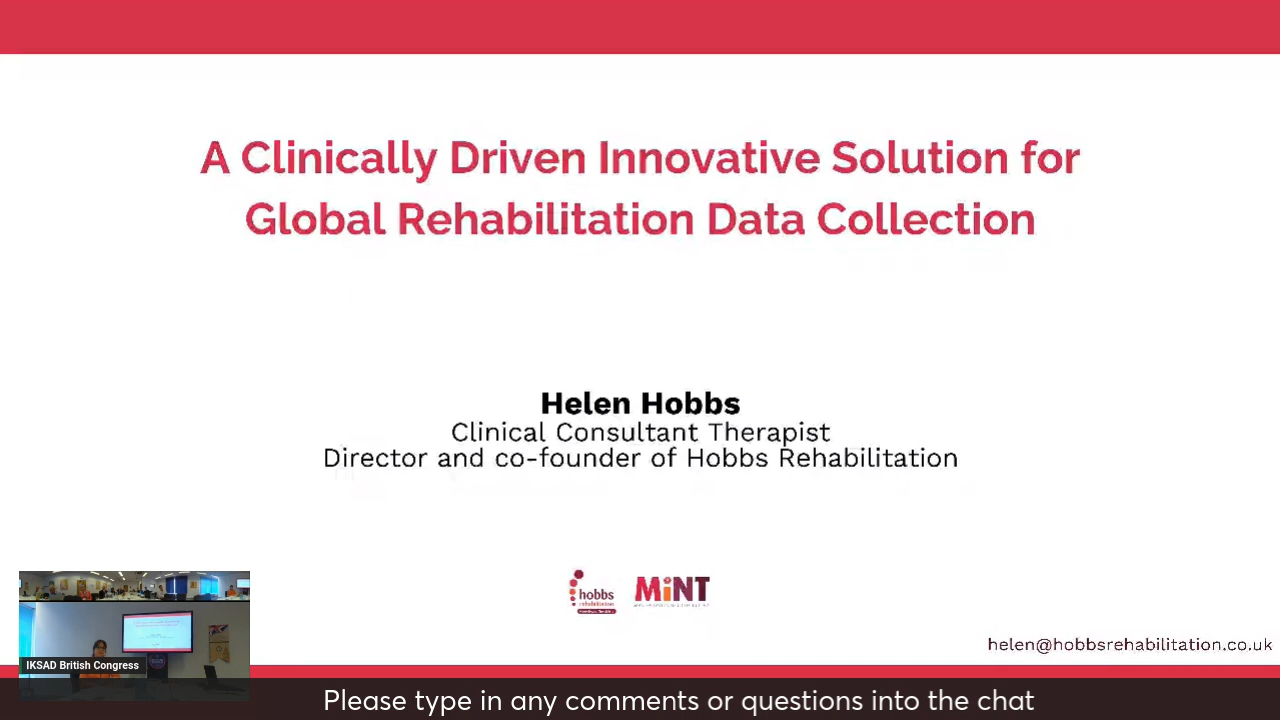 A Clinically Driven Innovative Solution for
Global Rehabilitation Data Collection
Helen Hobbs
Clinical Consultant Therapist
Director and co-founder of Hobbs Rehabilitation
hobbs
rehabilitation
MiNT
helen@hobbsrehabilitation.co.uk
IKSAD British Congress
Please type in any comments or questions into the chat